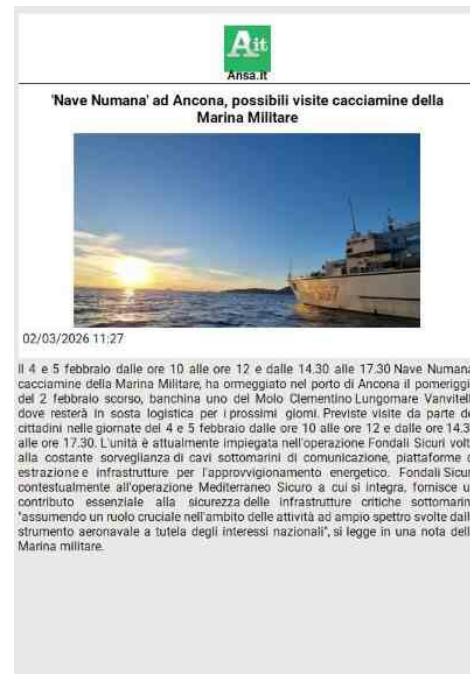 Ait
Ansa.it
'Nave Numana' ad Ancona, possibili visite cacciamine della
Marina Militare
02/03/2026 11:27
Il 4 e 5 febbraio dalle ore 10 alle ore 12 e dalle 14.30 alle 17.30 Nave Numana
cacciamine della Marina Militare, ha ormeggiato nel porto di Ancona il pomeriggi
del 2 febbraio scorso, banchina uno del Molo Clementino Lungomare Vanvitell
dove resterà in sosta logistica per i prossimi giorni. Previste visite da parte de
cittadini nelle giornate del 4 e 5 febbraio dalle ore 10 alle ore 12 e dalle ore 14.3
alle ore 17.30. L'unità è attualmente impiegata nell'operazione Fondali Sicuri volt
alla costante sorveglianza di cavi sottomarini di comunicazione, piattaforme d
estrazione e infrastrutture per l'approvvigionamento energetico. Fondali Sicur
contestualmente all'operazione Mediterraneo Sicuro a cui si integra, fornisce u
contributo essenziale alla sicurezza delle infrastrutture critiche sottomarin
"assumendo un ruolo cruciale nell'ambito delle attività ad ampio spettro svolte dall
strumento aeronavale a tutela degli interessi nazionali", si legge in una nota dell
Marina militare.